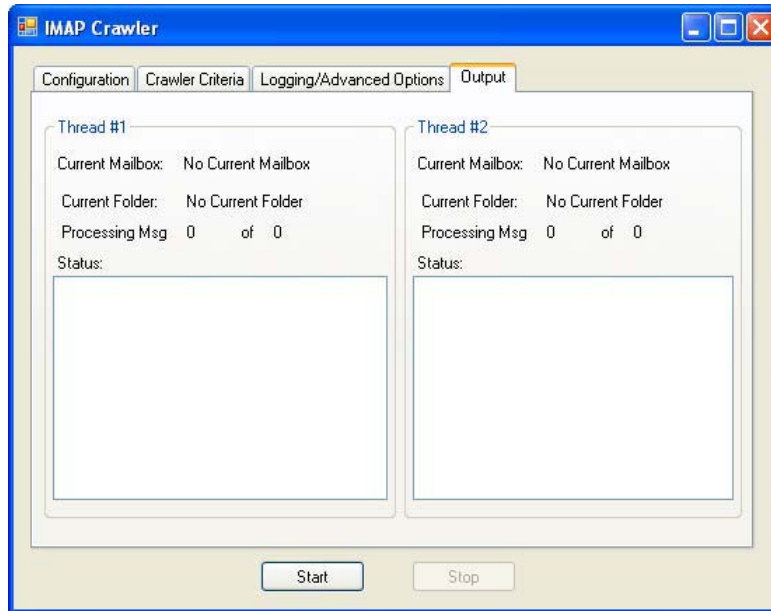 IMAP Crawler
Configuration Crawler Criteria Logging/Advanced Options Output
Thread #1
Current Mailbox: No Current Mailbox
Current Folder: No Current Folder
Processing Msg 0 of 0
Status:
Thread #2
Current Mailbox: No Current Mailbox
Current Folder: No Current Folder
Processing Msg 0 of 0
Status:
Start Stop